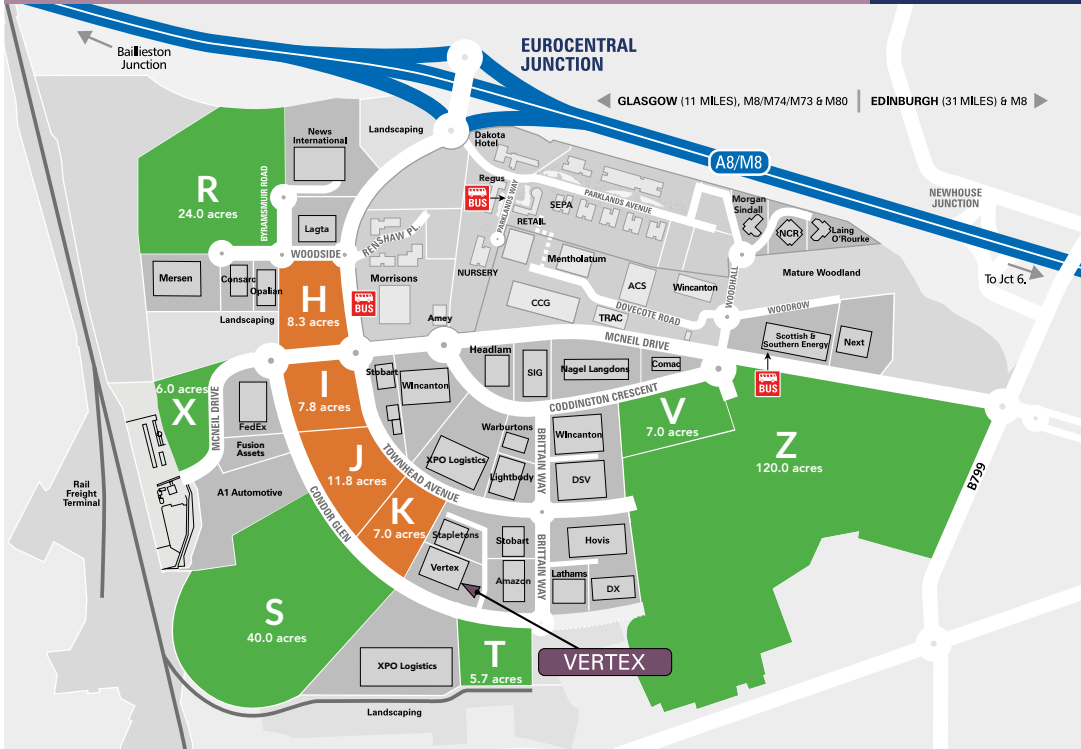 EUROCENTRAL
JUNCTION
Baillieston
Junction
GLASGOW (11 MILES), M8/M74/M73 & M80
EDINBURGH (31 MILES) & M8
A8/M8
NEWHOUSE
JUNCTION
To Jct 6.
News
International
Landscaping
Dakota
Hotel
Regus
BUS
PARKLANDS WAY
SEPA
PARKLANDS AVENUE
RETAIL
Morgan
Sindall
NCR
Laing
O'Rourke
R
24.0 acres
BYRAMSMUIR ROAD
Lagta
WOODSIDE
RENSHAW PL.
NURSERY
Mentholatum
ACS
Wincanton
WOODHALL
Mature Woodland
Mersen
Consarc
Opalian
Landscaping
H
8.3 acres
Morrisons
BUS
Amey
CCG
TRAC
DOVECOTE ROAD
WOODROW
MCNEIL DRIVE
Scottish &
Southern Energy
Next
BUS
6.0 acres
X
MCNEIL DRIVE
FedEx
Fusion
Assets
A1 Automotive
I
7.8 acres
Stobart
Wincanton
Headlam
SIG
Nagel Langdons
Comac
CODDINGTON CRESCENT
V
7.0 acres
Z
120.0 acres
B799
J
11.8 acres
TOWNHEAD AVENUE
XPO Logistics
Warburtons
Lightbody
BRITTAIN WAY
Wincanton
DSV
Rail
Freight
Terminal
CONDOR GLEN
K
7.0 acres
Stapletons
Vertex
Stobart
Amazon
BRITTAIN WAY
Hovis
Lathams
DX
S
40.0 acres
XPO Logistics
T
5.7 acres
VERTEX
Landscaping